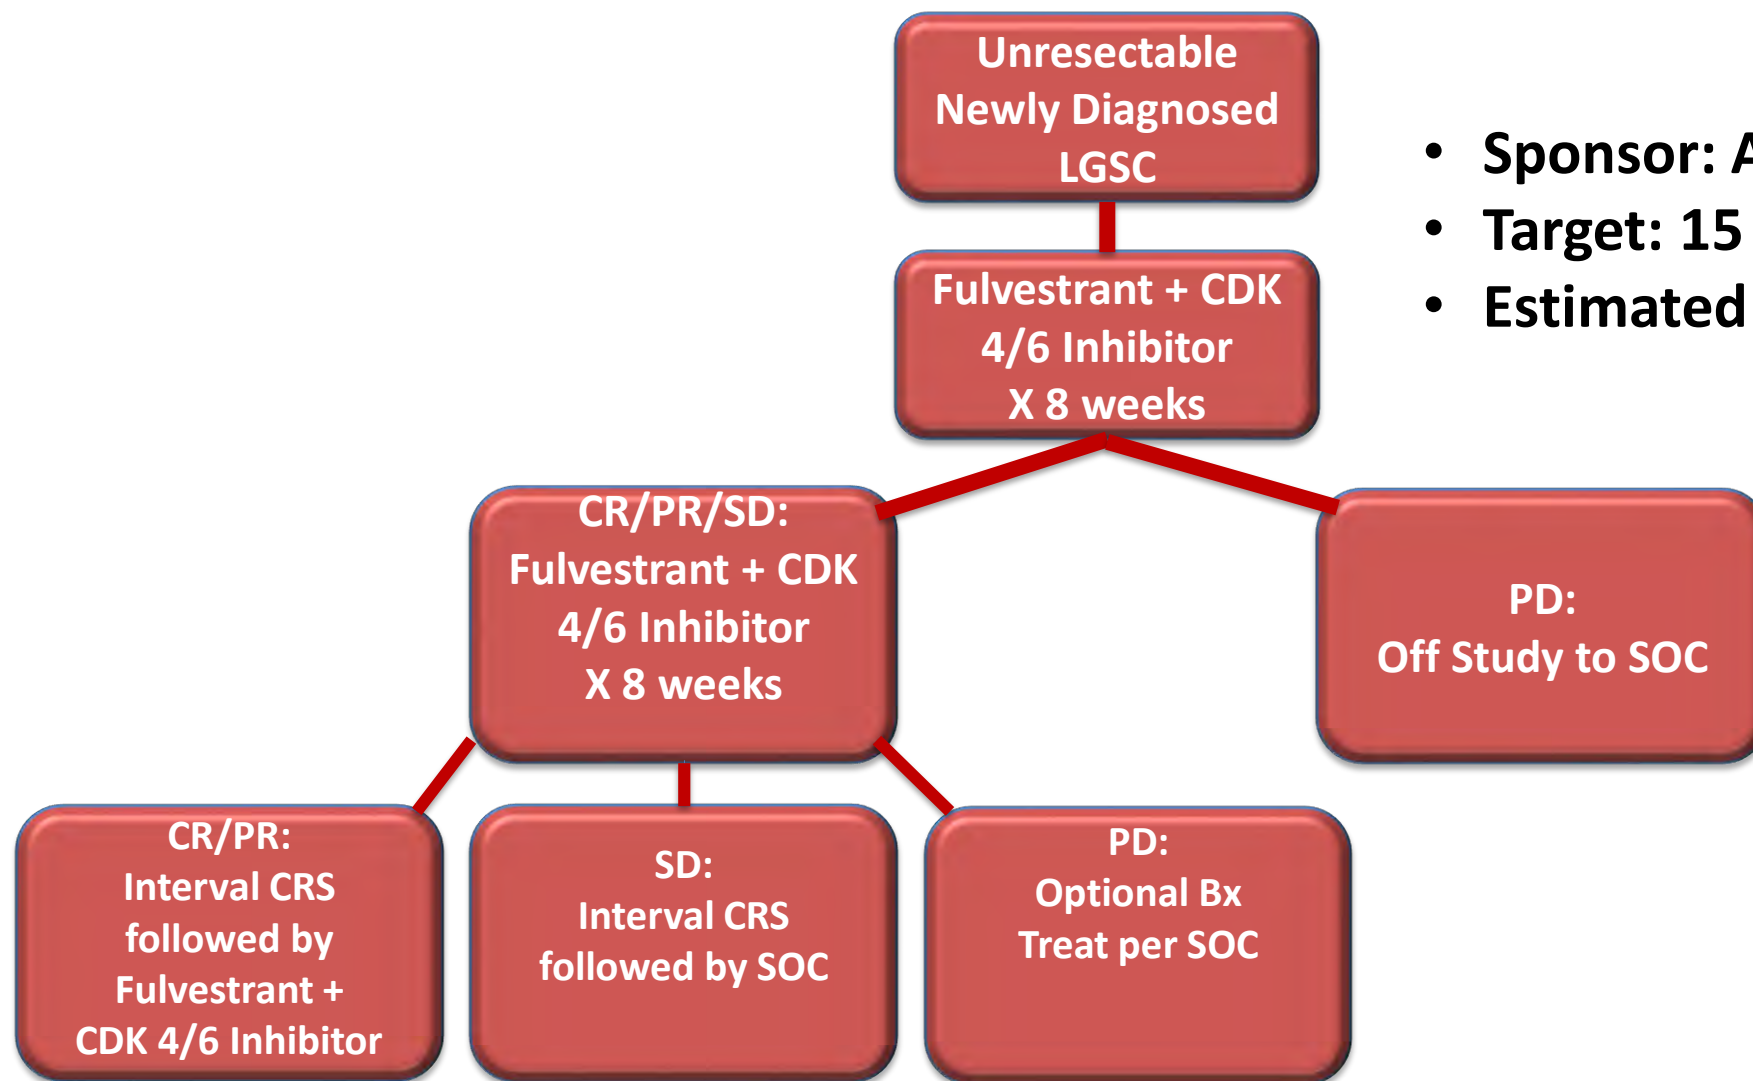 Unresectable
Newly Diagnosed
LGSC
• Sponsor: A
• Target: 15
• Estimated
Fulvestrant + CDK
4/6 Inhibitor
X 8 weeks
CR/PR/SD:
Fulvestrant + CDK
4/6 Inhibitor
X 8 weeks
PD:
Off Study to SOC
CR/PR:
Interval CRS
followed by
Fulvestrant +
CDK 4/6 Inhibitor
SD:
Interval CRS
followed by SOC
PD:
Optional Bx
Treat per SOC